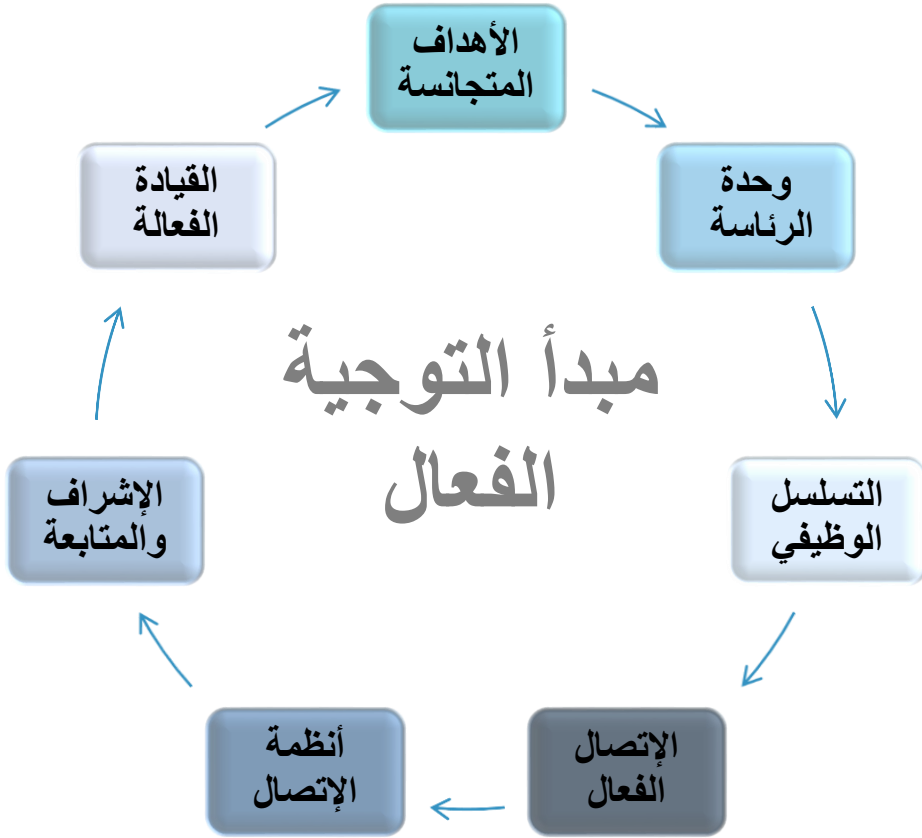 الأهداف
المتجانسة
وحدة
الرئاسة
التسلسل
الوظيفي
الإتصال
الفعال
أنظمة
الإتصال
الإشراف
والمتابعة
القيادة
الفعالة
مبدأ التوجية
الفعال